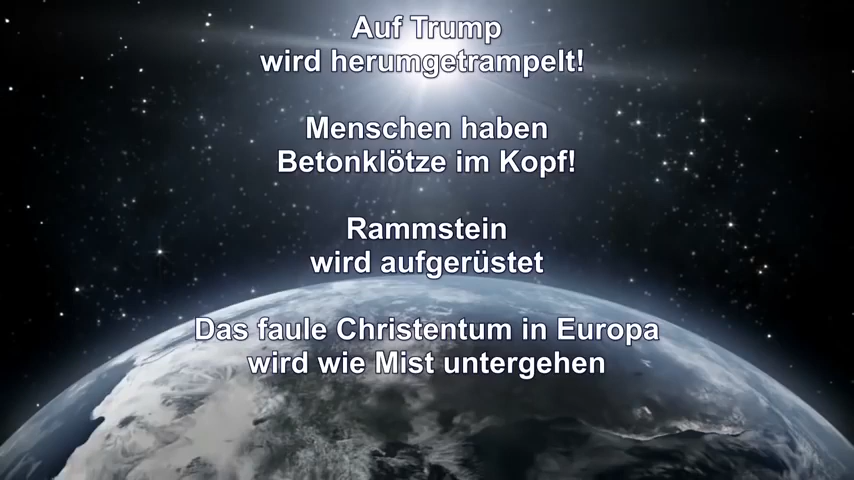 Auf Trump
wird herumgetrampelt!
Menschen haben
Betonklötze im Kopf!
Rammstein
wird aufgerüstet
Das faule Christentum in Europa
wird wie Mist untergehen